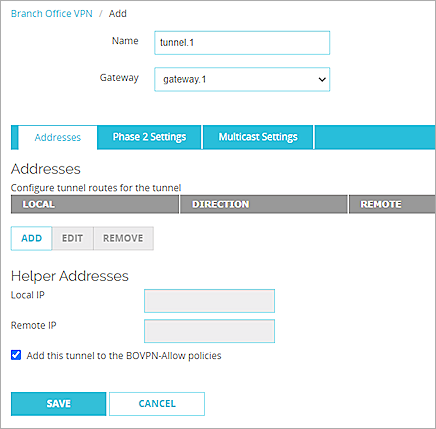 Branch Office VPN / Add
Name tunnel.1
Gateway gateway.1
Addresses Phase 2 Settings Multicast Settings
Addresses
Configure tunnel routes for the tunnel
LOCAL DIRECTION REMOTE
ADD EDIT REMOVE
Helper Addresses
Local IP
Remote IP
Add this tunnel to the BOVPN-Allow policies
SAVE CANCEL